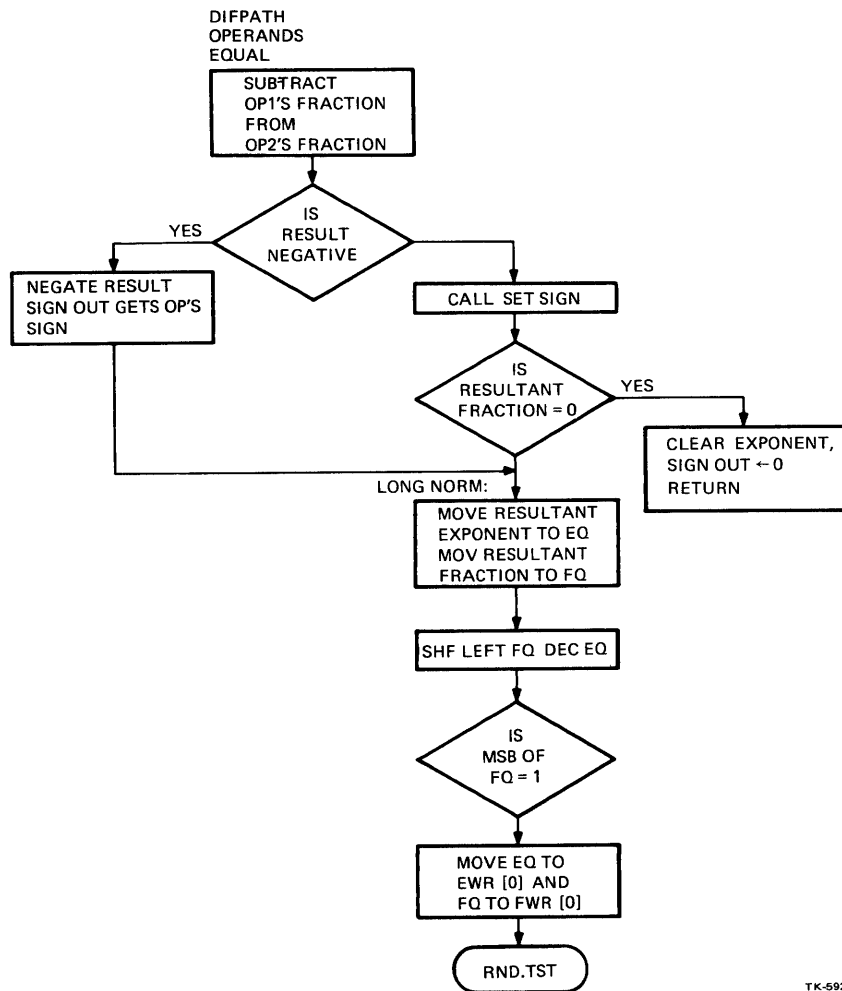 DIFPATH
OPERANDS
EQUAL
SUBTRACT
OP1'S FRACTION
FROM
OP2'S FRACTION
IS
RESULT
NEGATIVE
YES
NEGATE RESULT
SIGN OUT GETS OP'S
SIGN
CALL SET SIGN
IS
RESULTANT
FRACTION = 0
YES
CLEAR EXPONENT,
SIGN OUT ← 0
RETURN
LONG NORM:
MOVE RESULTANT
EXPONENT TO EQ
MOV RESULTANT
FRACTION TO FQ
SHF LEFT FQ DEC EQ
IS
MSB OF
FQ = 1
MOVE EQ TO
EWR [0] AND
FQ TO FWR [0]
RND.TST